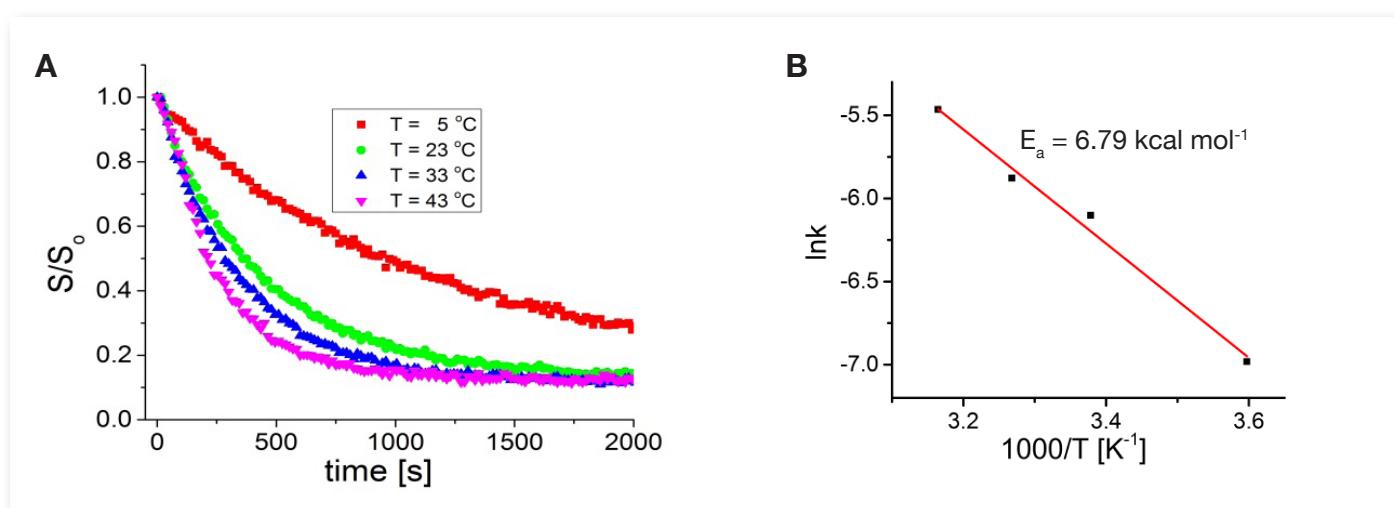 A
S/S₀
1.0
0.8
0.6
0.4
0.2
0.0
T = 5 °C
T = 23 °C
T = 33 °C
T = 43 °C
0 500 1000 1500 2000
time [s]
B
lnk
-5.5
-6.0
-6.5
-7.0
Eₐ = 6.79 kcal mol⁻¹
3.2 3.4 3.6
1000/T [K⁻¹]